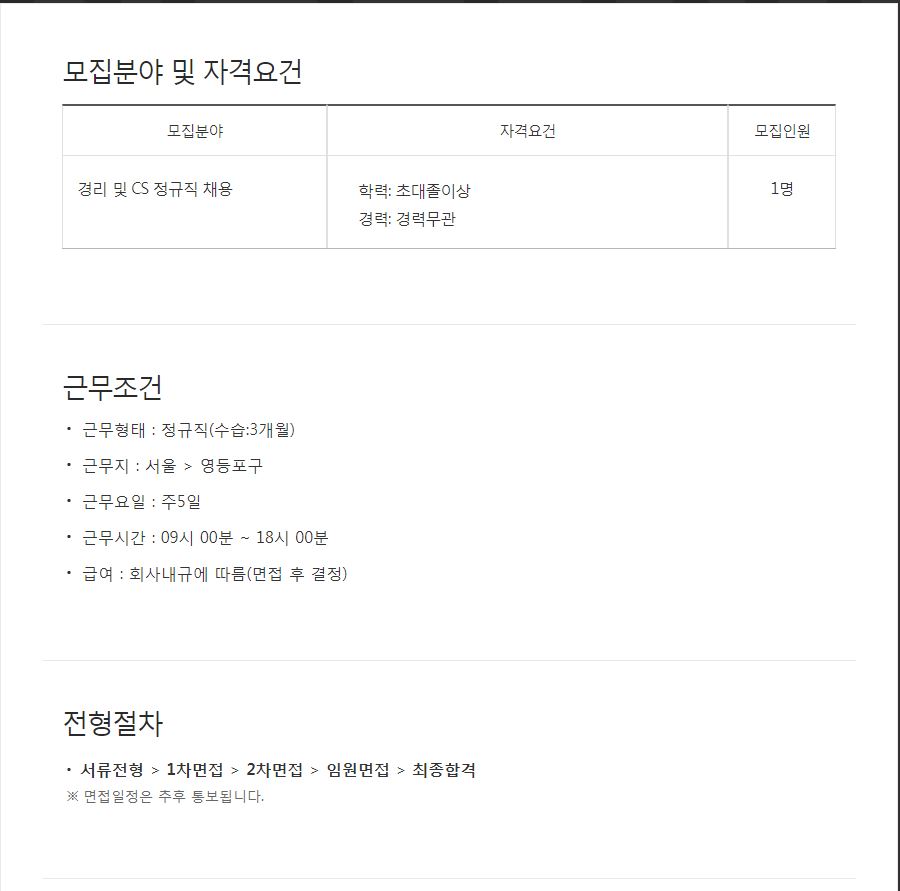 모집분야 및 자격요건
모집분야 자격요건 모집인원
경리 및 CS 정규직 채용 학력: 초대졸이상 1명
경력: 경력무관
근무조건
· 근무형태 : 정규직(수습:3개월)
· 근무지 : 서울 > 영등포구
· 근무요일 : 주5일
· 근무시간 : 09시 00분 ~ 18시 00분
· 급여 : 회사내규에 따름(면접 후 결정)
전형절차
· 서류전형 > 1차면접 > 2차면접 > 임원면접 > 최종합격
※ 면접일정은 추후 통보됩니다.